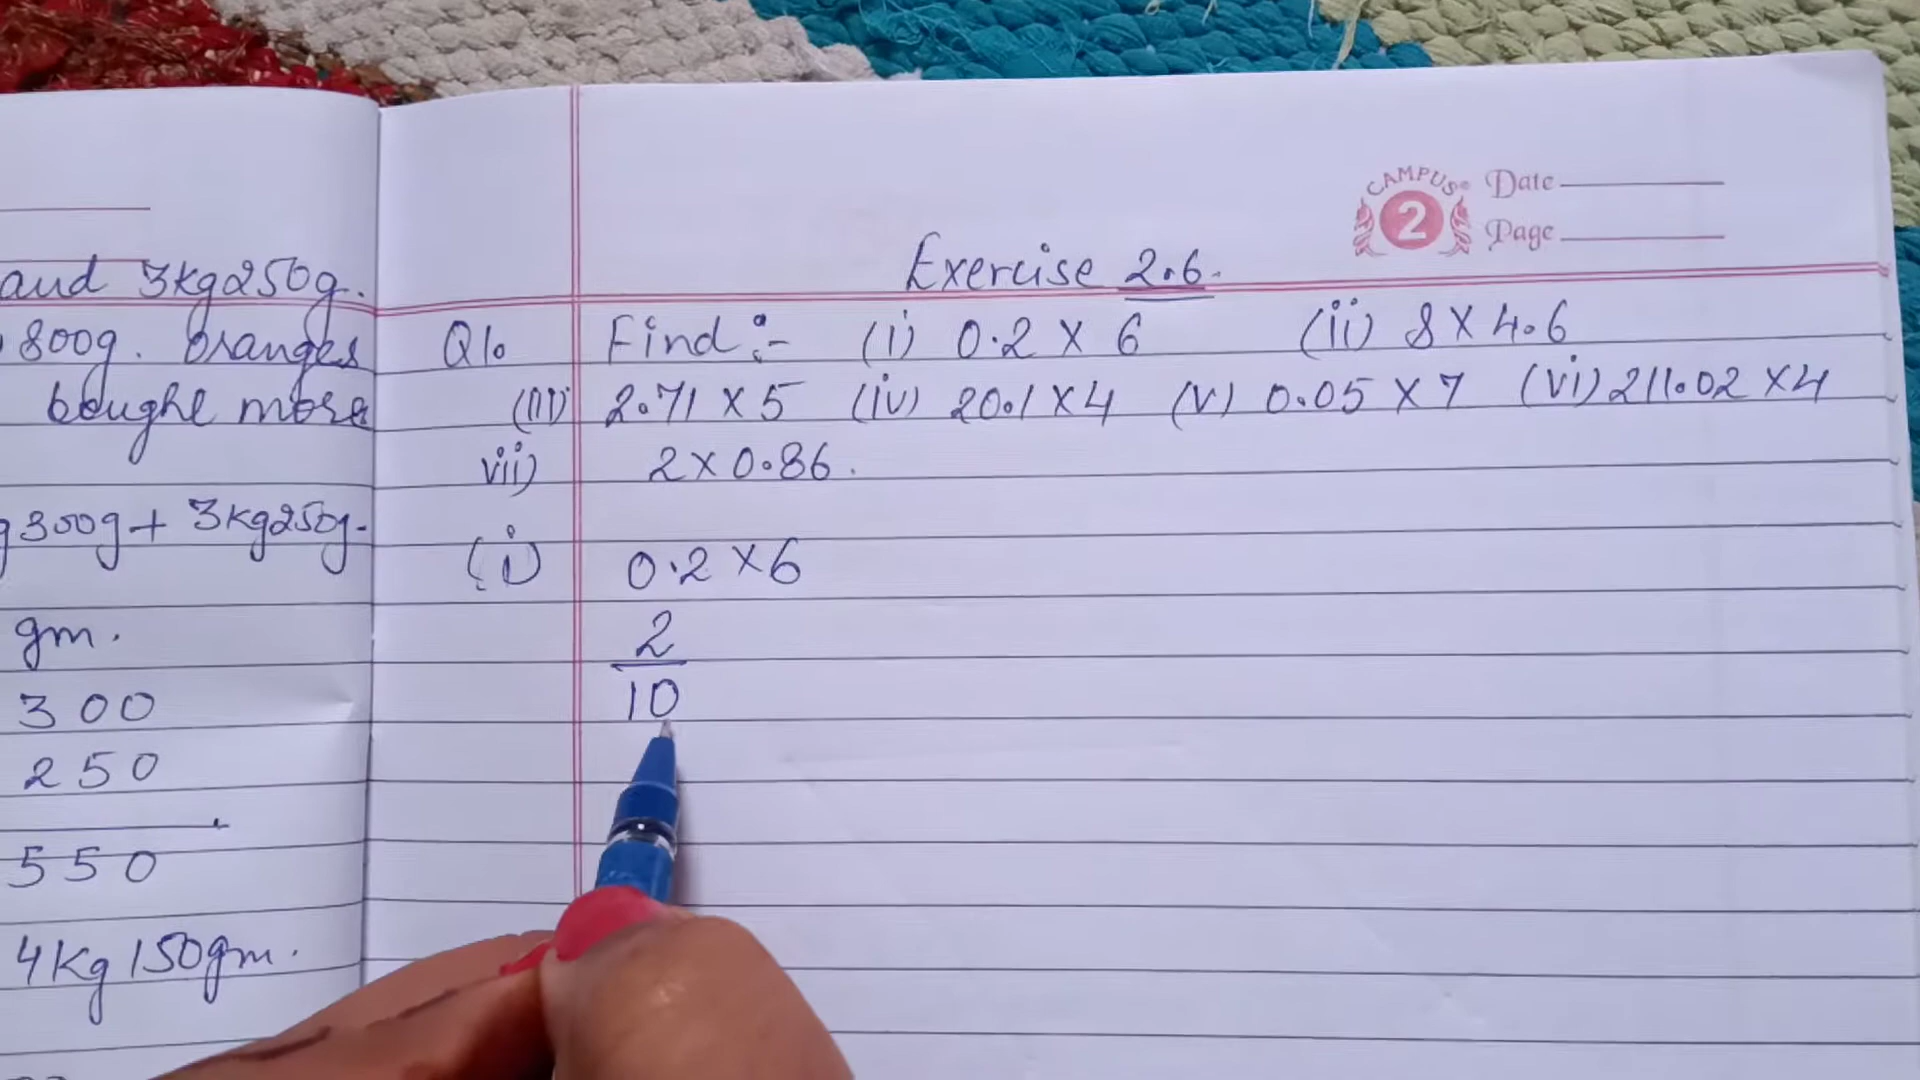 and 3kg250g.
800g. oranges
bought more
300g + 3kg250g.
gm.
300
250
550
4Kg 150gm.
CAMPUS
2
Date
Page
Exercise 2.6.
Q1. Find :- (i) 0.2 × 6 (ii) 8 × 4.6
(iii) 2.71 × 5 (iv) 20.1 × 4 (v) 0.05 × 7 (vi) 211.02 × 4
vii) 2 × 0.86.
(i) 0.2 × 6
2
10